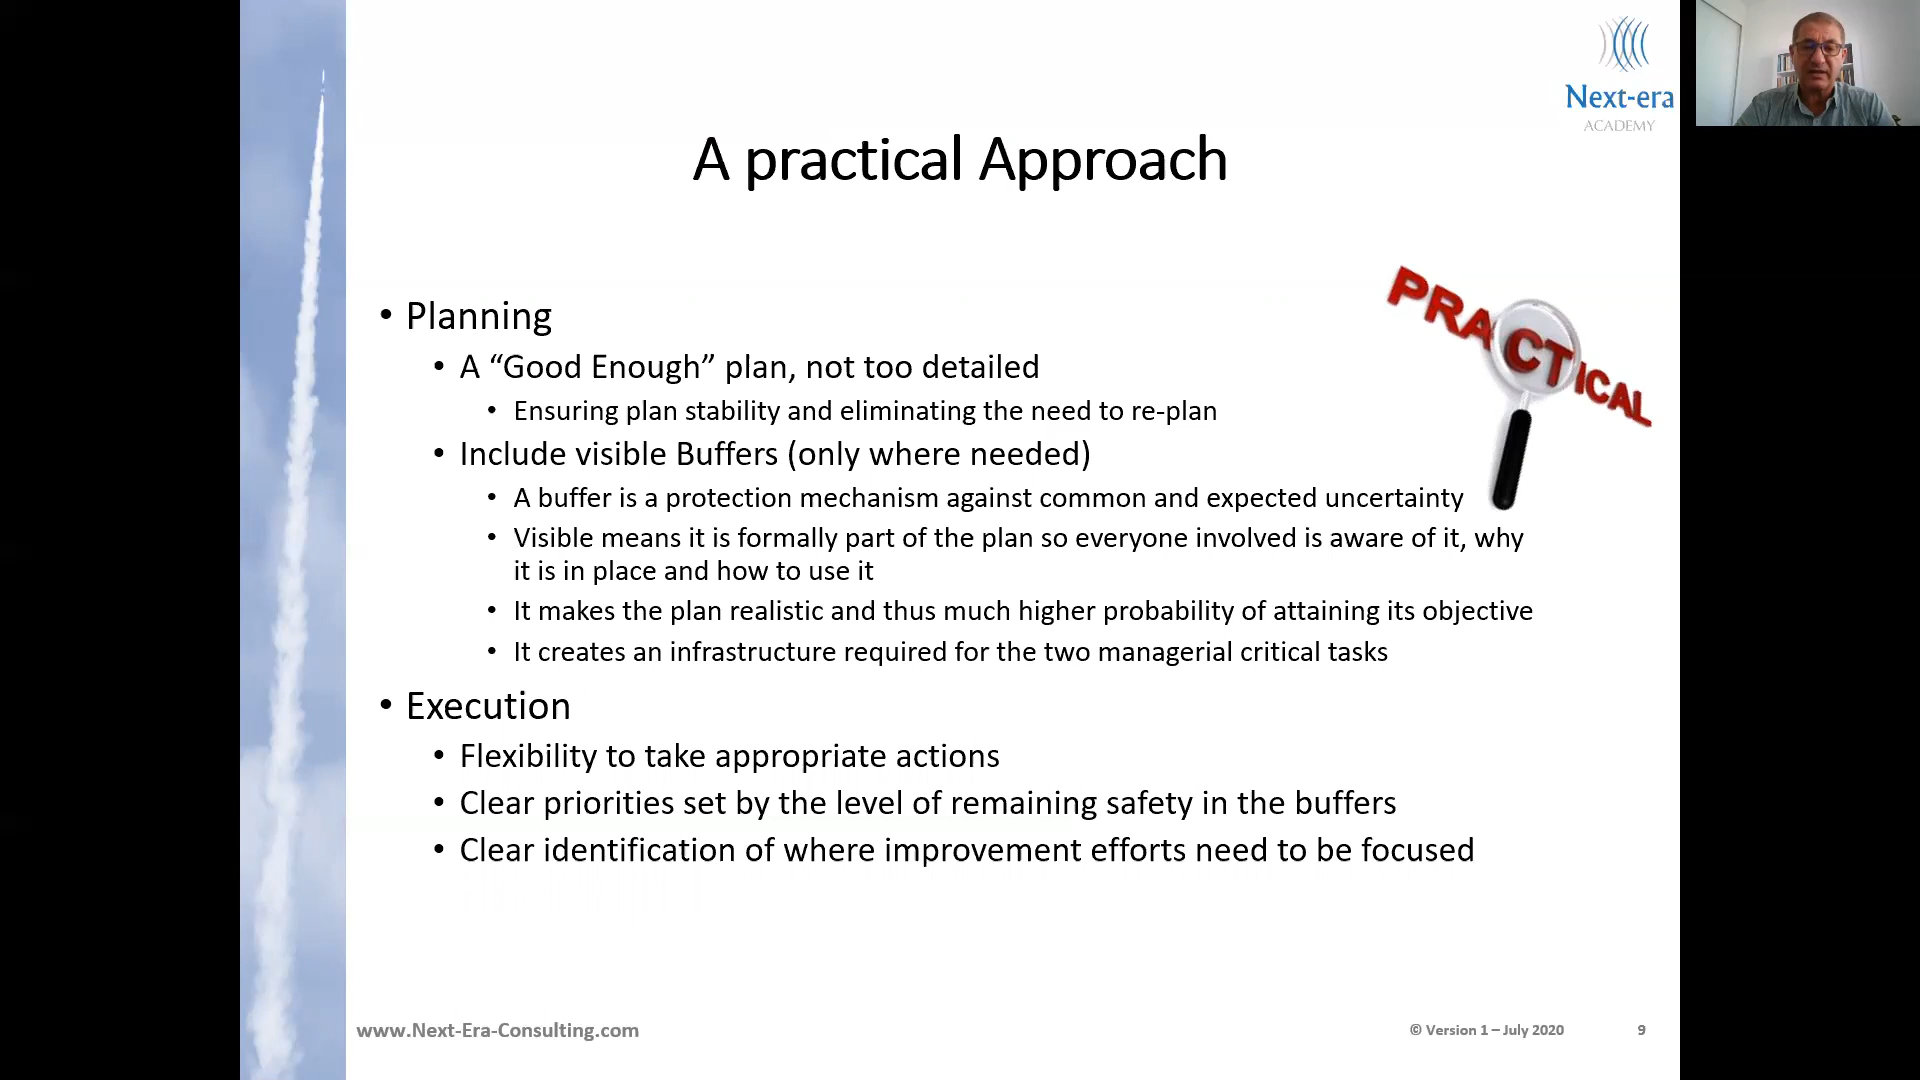 Next-era
ACADEMY
A practical Approach
PRACTICAL
• Planning
• A “Good Enough” plan, not too detailed
• Ensuring plan stability and eliminating the need to re-plan
• Include visible Buffers (only where needed)
• A buffer is a protection mechanism against common and expected uncertainty
• Visible means it is formally part of the plan so everyone involved is aware of it, why
it is in place and how to use it
• It makes the plan realistic and thus much higher probability of attaining its objective
• It creates an infrastructure required for the two managerial critical tasks
• Execution
• Flexibility to take appropriate actions
• Clear priorities set by the level of remaining safety in the buffers
• Clear identification of where improvement efforts need to be focused
www.Next-Era-Consulting.com
© Version 1 – July 2020
9